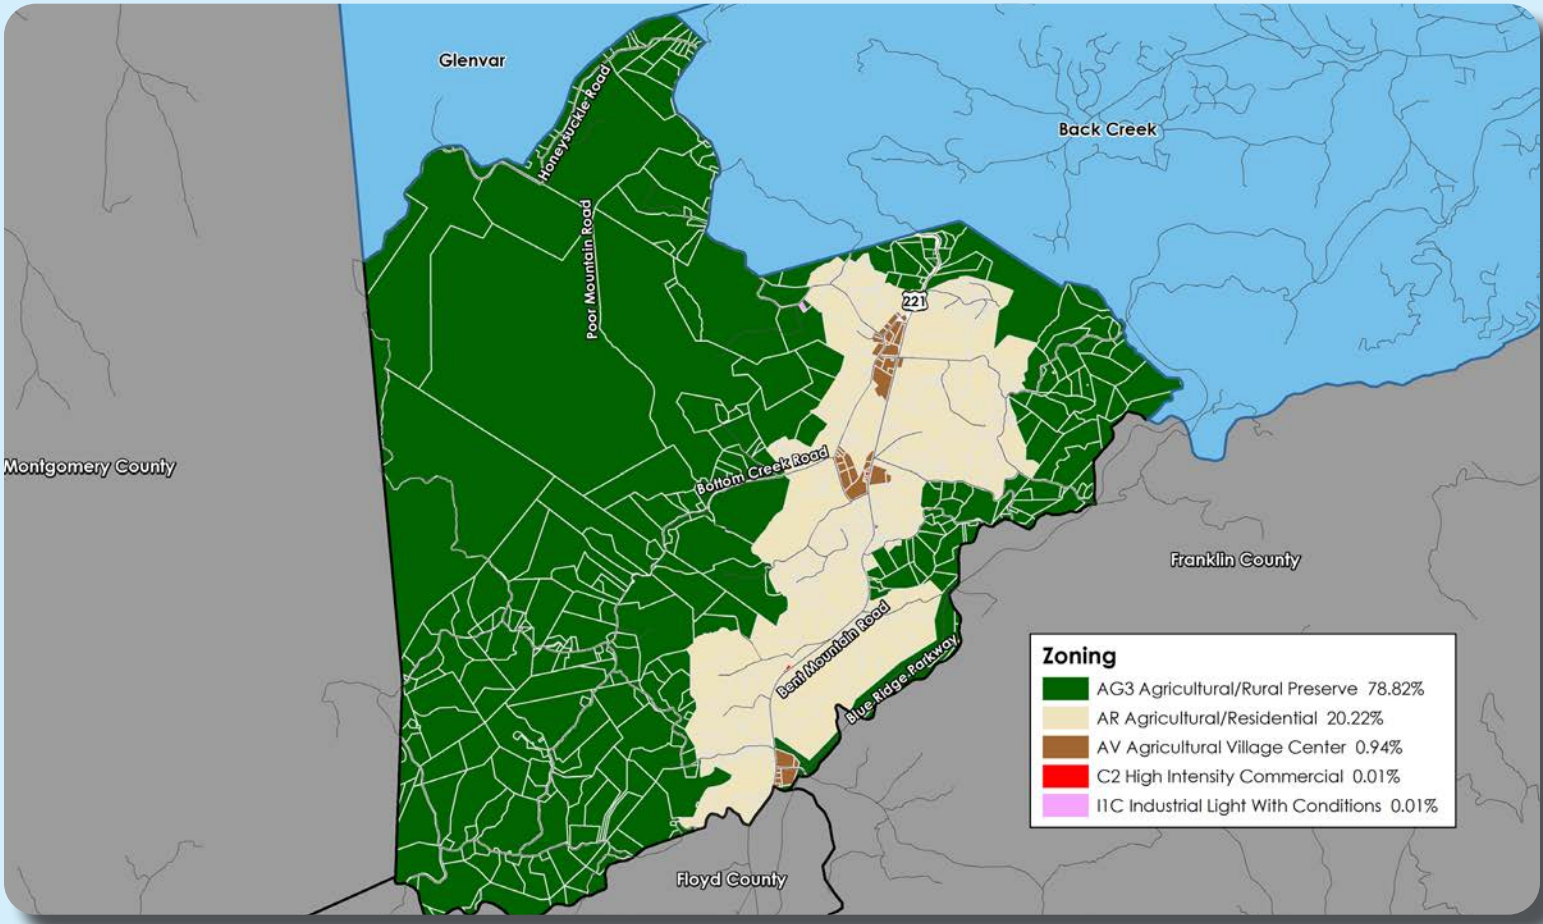 Glenvar
Honeysuckle Road
Back Creek
Poor Mountain Road
221
Bottom Creek Road
Montgomery County
Franklin County
Bent Mountain Road
Blue Ridge Parkway
Zoning
AG3 Agricultural/Rural Preserve 78.82%
AR Agricultural/Residential 20.22%
AV Agricultural Village Center 0.94%
C2 High Intensity Commercial 0.01%
I1C Industrial Light With Conditions 0.01%
Floyd County